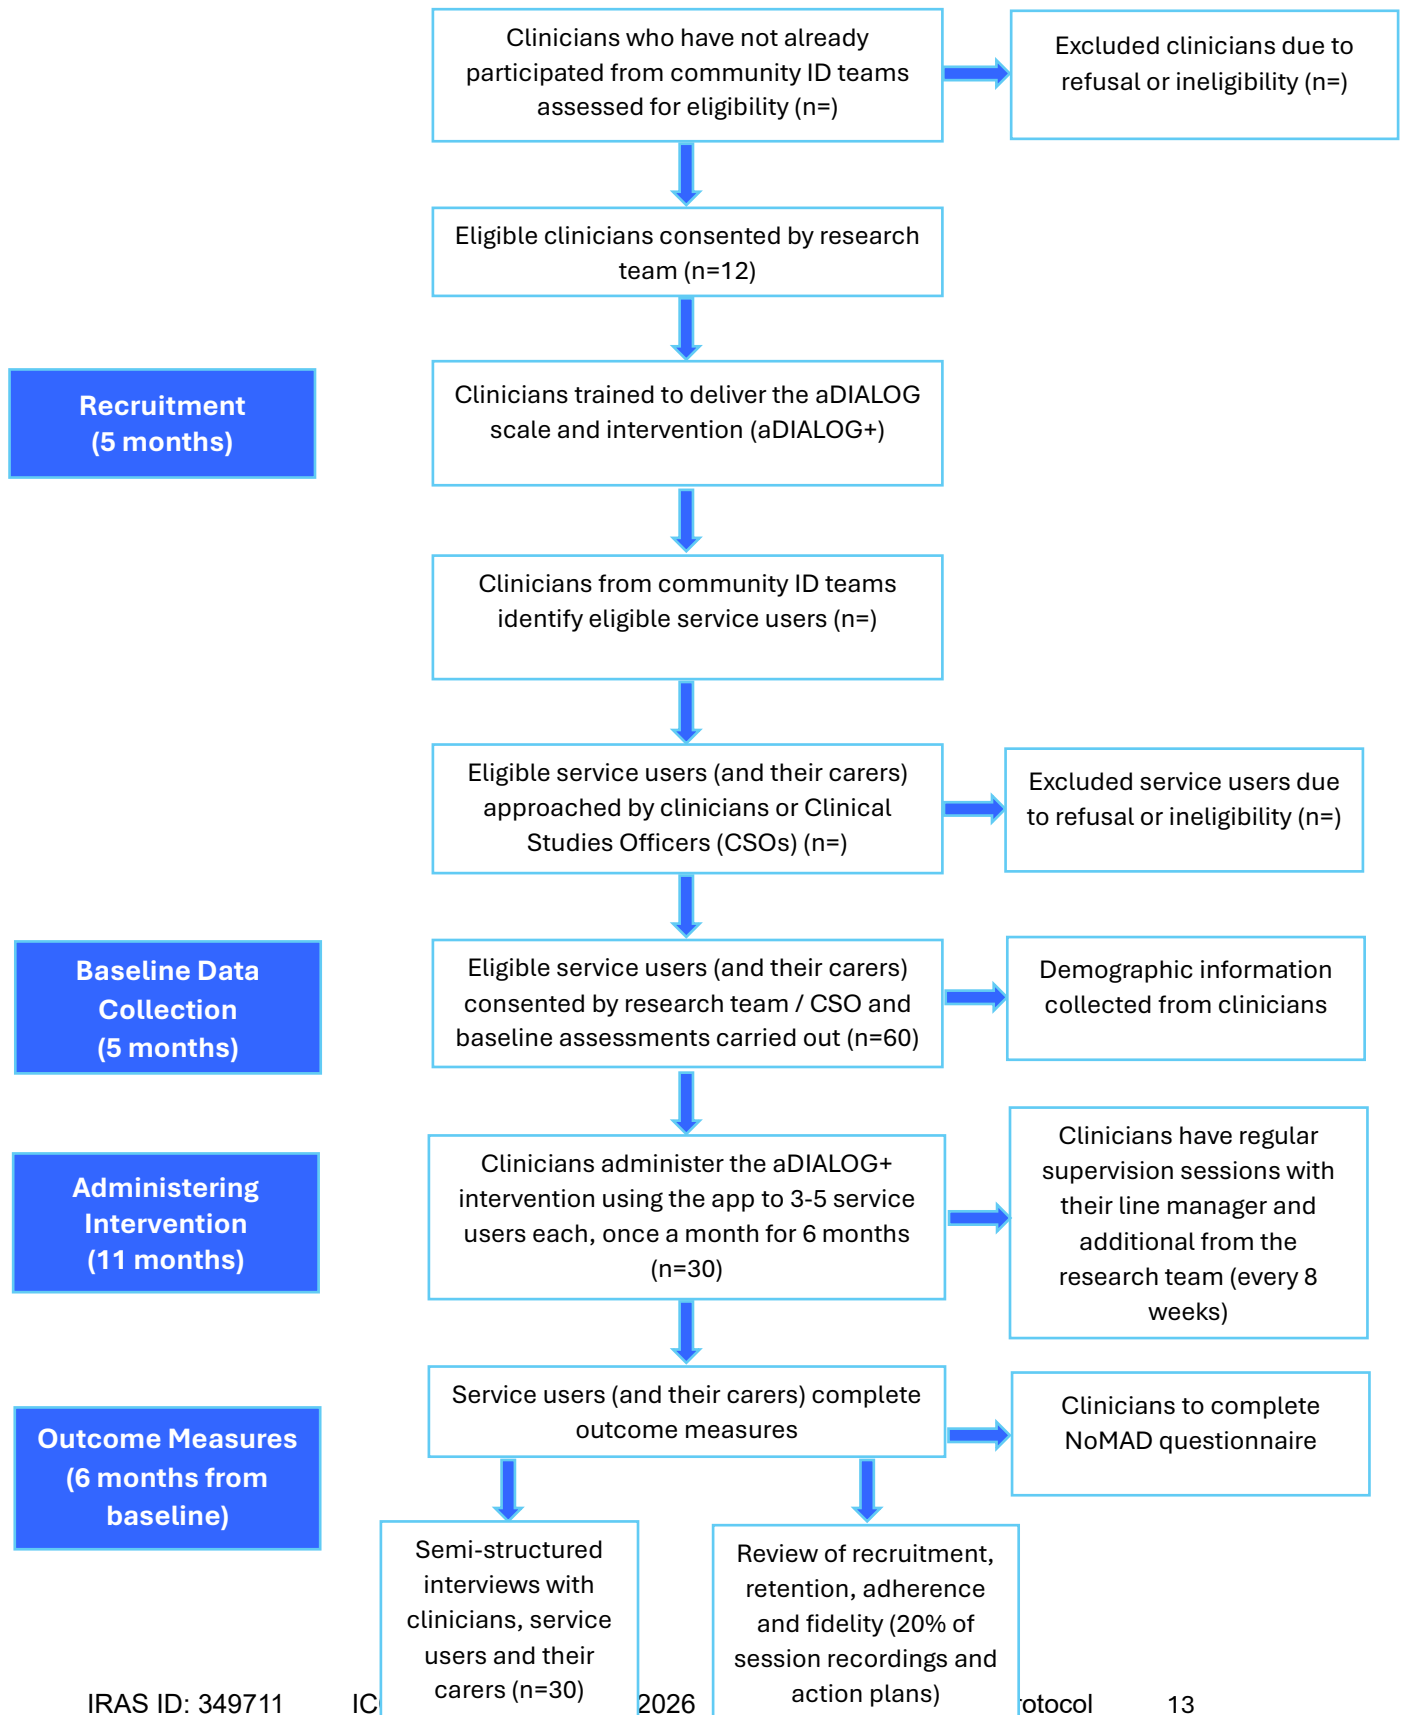 Clinicians who have not already
participated from community ID teams
assessed for eligibility (n=)
Excluded clinicians due to
refusal or ineligibility (n=)
Eligible clinicians consented by research
team (n=12)
Recruitment
(5 months)
Clinicians trained to deliver the aDIALOG
scale and intervention (aDIALOG+)
Clinicians from community ID teams
identify eligible service users (n=)
Eligible service users (and their carers)
approached by clinicians or Clinical
Studies Officers (CSOs) (n=)
Excluded service users due
to refusal or ineligibility (n=)
Baseline Data
Collection
(5 months)
Eligible service users (and their carers)
consented by research team / CSO and
baseline assessments carried out (n=60)
Demographic information
collected from clinicians
Administering
Intervention
(11 months)
Clinicians administer the aDIALOG+
intervention using the app to 3-5 service
users each, once a month for 6 months
(n=30)
Clinicians have regular
supervision sessions with
their line manager and
additional from the
research team (every 8
weeks)
Outcome Measures
(6 months from
baseline)
Service users (and their carers) complete
outcome measures
Clinicians to complete
NoMAD questionnaire
Semi-structured
interviews with
clinicians, service
users and their
carers (n=30)
Review of recruitment,
retention, adherence
and fidelity (20% of
session recordings and
action plans)
IRAS ID: 349711 2026 13